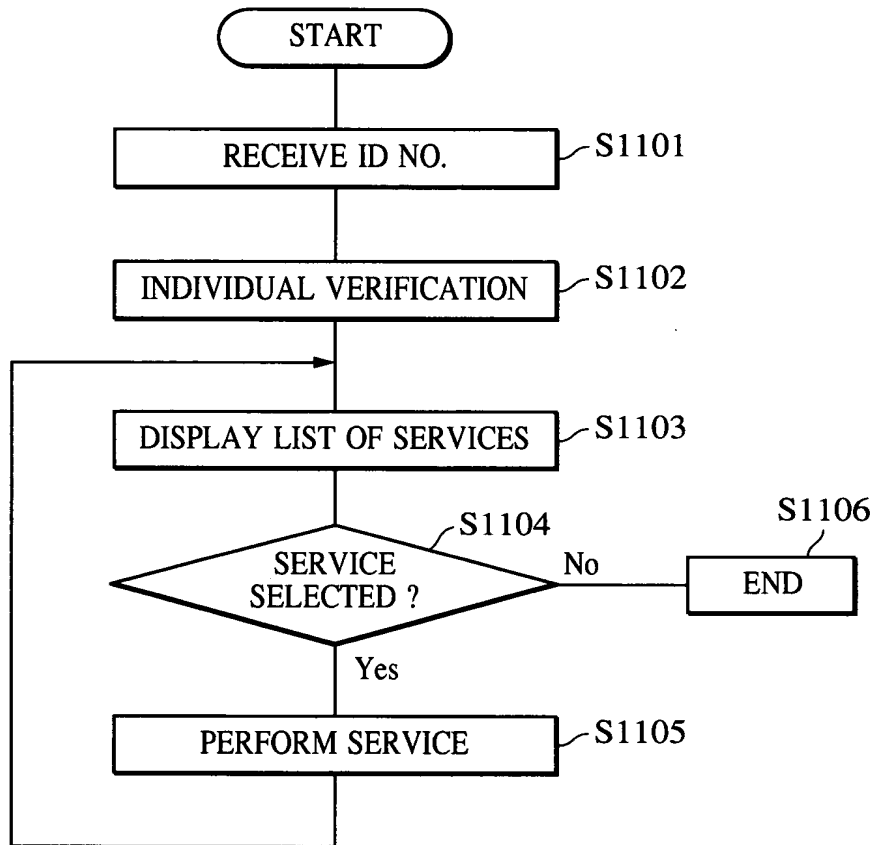 START
RECEIVE ID NO.
S1101
INDIVIDUAL VERIFICATION
S1102
DISPLAY LIST OF SERVICES
S1103
S1104
SERVICE
SELECTED ?
No
S1106
END
Yes
PERFORM SERVICE
S1105